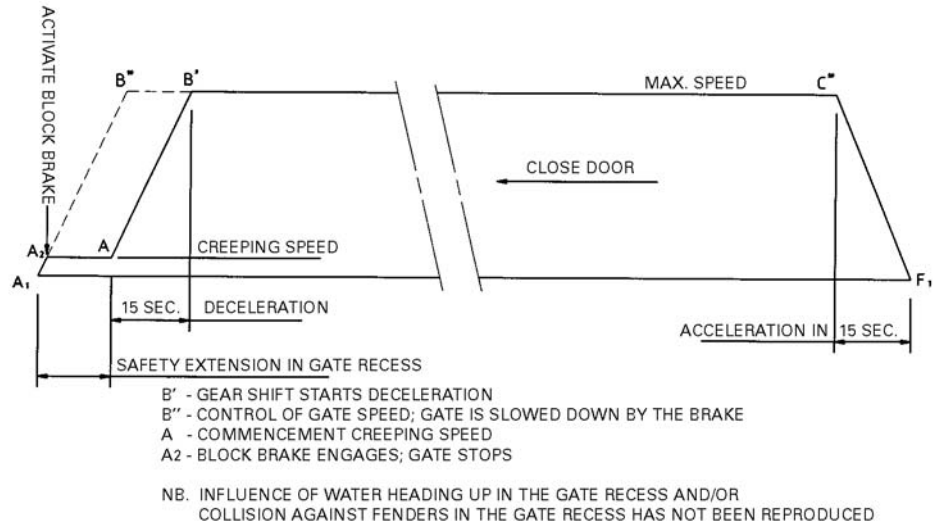 ACTIVATE BLOCK BRAKE
B" B' MAX. SPEED C"
CLOSE DOOR
A₂ A CREEPING SPEED
A₁ F₁
15 SEC. DECELERATION ACCELERATION IN 15 SEC.
SAFETY EXTENSION IN GATE RECESS
B' - GEAR SHIFT STARTS DECELERATION
B'' - CONTROL OF GATE SPEED; GATE IS SLOWED DOWN BY THE BRAKE
A - COMMENCEMENT CREEPING SPEED
A2 - BLOCK BRAKE ENGAGES; GATE STOPS
NB. INFLUENCE OF WATER HEADING UP IN THE GATE RECESS AND/OR
COLLISION AGAINST FENDERS IN THE GATE RECESS HAS NOT BEEN REPRODUCED